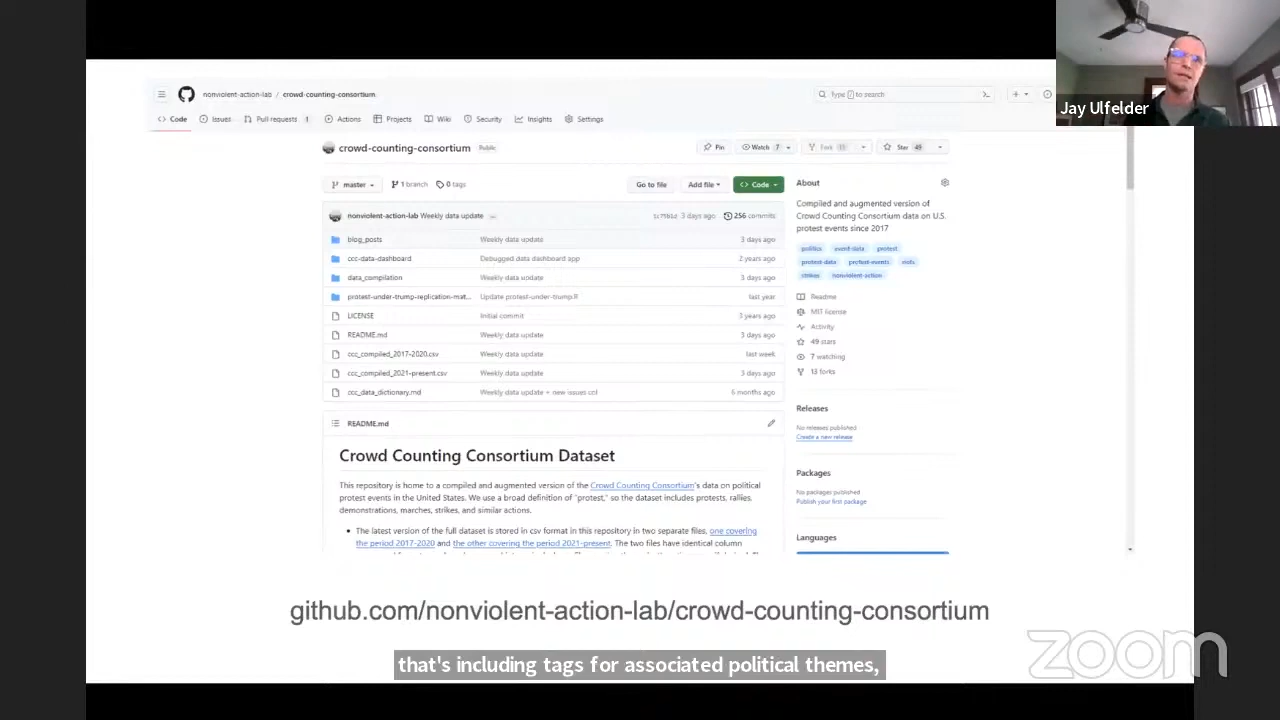 nonviolent-action-lab / crowd-counting-consortium
Type / to search
Code Issues Pull requests 1 Actions Projects Wiki Security Insights Settings
Jay Ulfelder
crowd-counting-consortium Public
Pin Watch 7 Fork 13 Star 49
master 1 branch 0 tags Go to file Add file Code
nonviolent-action-lab Weekly data update ... 3 days ago 256 commits
blog_posts Weekly data update 3 days ago
ccc-data-dashboard Debugged data dashboard app 2 years ago
data_compilation Weekly data update 3 days ago
protest-under-trump-replication-mat... Update protest-under-trump.R last year
LICENSE Initial commit 3 years ago
README.md Weekly data update 3 days ago
ccc_compiled_2017-2020.csv Weekly data update last week
ccc_compiled_2021-present.csv Weekly data update 3 days ago
ccc_data_dictionary.md Weekly data update + new issues col 6 months ago
README.md
Crowd Counting Consortium Dataset
This repository is home to a compiled and augmented version of the Crowd Counting Consortium's data on political
protest events in the United States. We use a broad definition of "protest," so the dataset includes protests, rallies,
demonstrations, marches, strikes, and similar actions.
• The latest version of the full dataset is stored in csv format in this repository in two separate files, one covering
the period 2017-2020 and the other covering the period 2021-present. The two files have identical column
About
Compiled and augmented version of
Crowd Counting Consortium data on U.S.
protest events since 2017
politics event-data protest
protest-data protest-events riots
strikes nonviolent-action
Readme
MIT license
Activity
49 stars
7 watching
13 forks
Releases
No releases published
Create a new release
Packages
No packages published
Publish your first package
Languages
github.com/nonviolent-action-lab/crowd-counting-consortium
that's including tags for associated political themes,
zoom